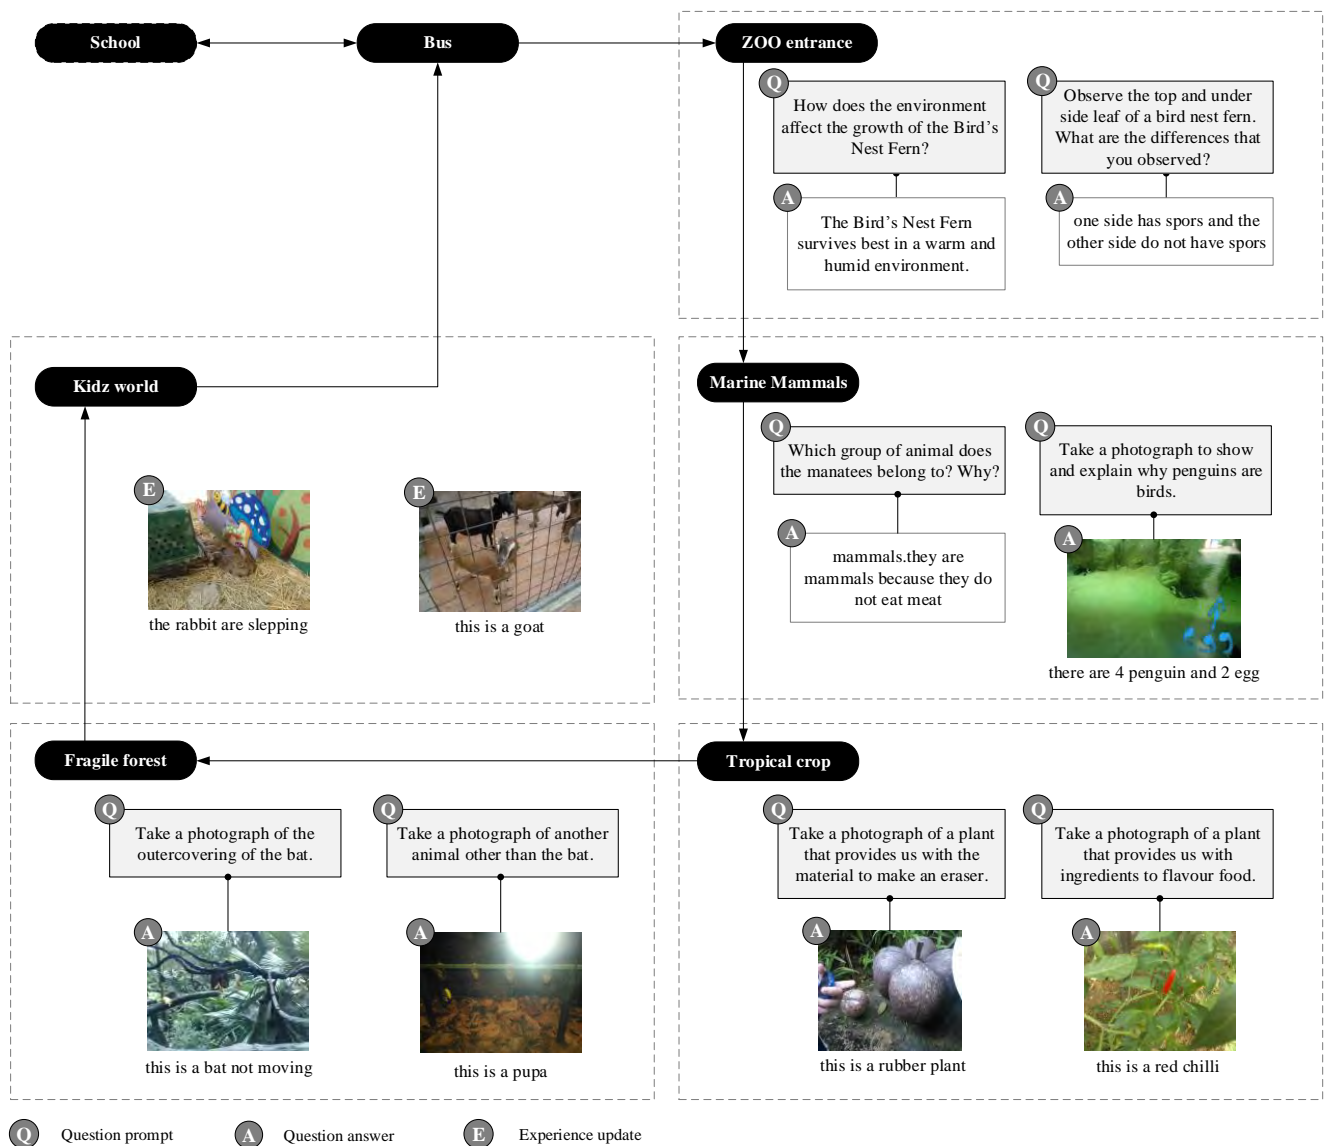 School
Bus
ZOO entrance
Q
How does the environment
affect the growth of the Bird's
Nest Fern?
A
The Bird's Nest Fern
survives best in a warm and
humid environment.
Q
Observe the top and under
side leaf of a bird nest fern.
What are the differences that
you observed?
A
one side has spors and the
other side do not have spors
Kidz world
E
the rabbit are slepping
E
this is a goat
Marine Mammals
Q
Which group of animal does
the manatees belong to? Why?
A
mammals.they are
mammals because they do
not eat meat
Q
Take a photograph to show
and explain why penguins are
birds.
A
there are 4 penguin and 2 egg
Fragile forest
Q
Take a photograph of the
outercovering of the bat.
A
this is a bat not moving
Q
Take a photograph of another
animal other than the bat.
A
this is a pupa
Tropical crop
Q
Take a photograph of a plant
that provides us with the
material to make an eraser.
A
this is a rubber plant
Q
Take a photograph of a plant
that provides us with
ingredients to flavour food.
A
this is a red chilli
Q Question prompt
A Question answer
E Experience update